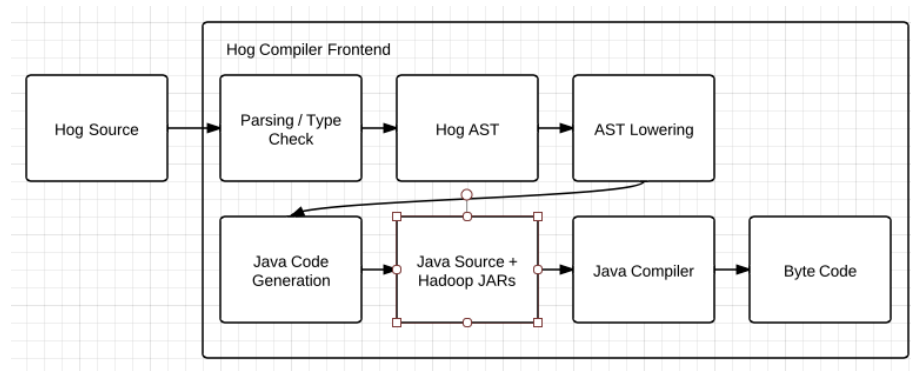 Hog Compiler Frontend
Hog Source
Parsing / Type
Check
Hog AST
AST Lowering
Java Code
Generation
Java Source +
Hadoop JARs
Java Compiler
Byte Code